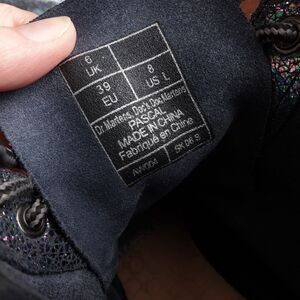 6 UK
39 EU
8 US L
Dr. Martens, Doc's, Doc Martens
PASCAL
MADE IN CHINA
Fabriqué en Chine
AW004
SK 06 S